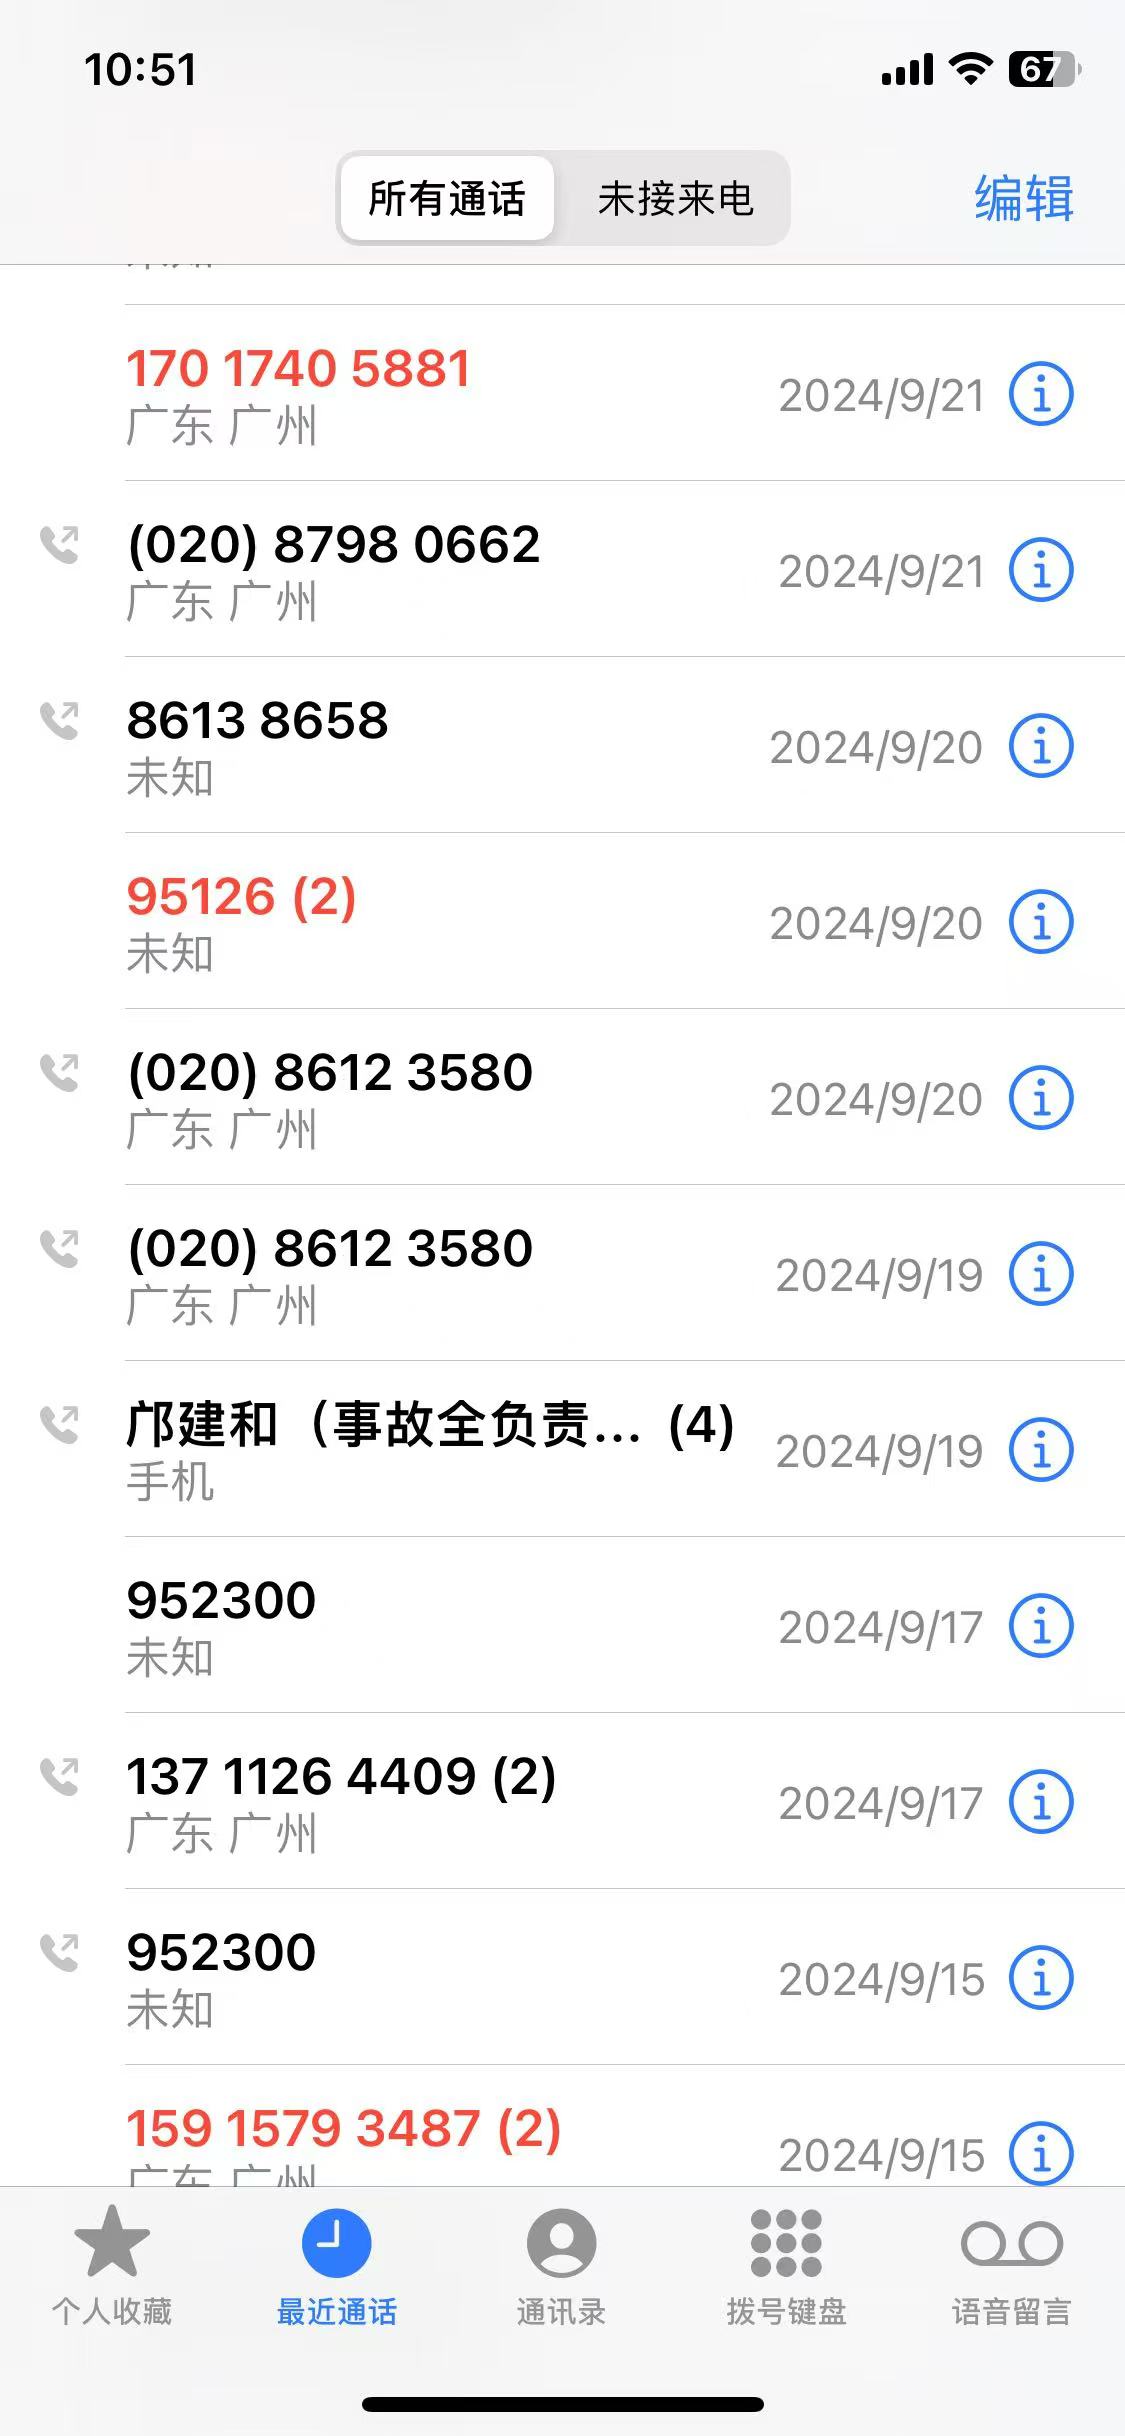 10:51
67
所有通话
未接来电
编辑
170 1740 5881
广东 广州
2024/9/21
(020) 8798 0662
广东 广州
2024/9/21
8613 8658
未知
2024/9/20
95126 (2)
未知
2024/9/20
(020) 8612 3580
广东 广州
2024/9/20
(020) 8612 3580
广东 广州
2024/9/19
邝建和（事故全负责... (4)
手机
2024/9/19
952300
未知
2024/9/17
137 1126 4409 (2)
广东 广州
2024/9/17
952300
未知
2024/9/15
159 1579 3487 (2)
广东 广州
2024/9/15
个人收藏
最近通话
通讯录
拨号键盘
语音留言